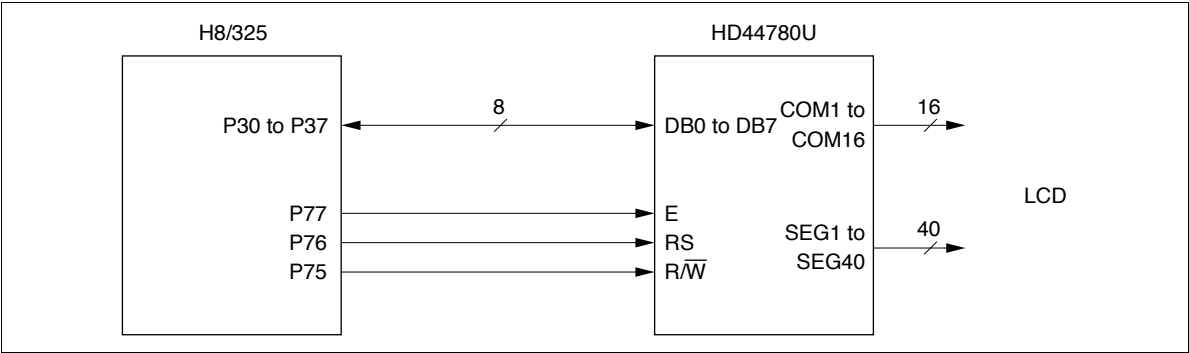 H8/325
HD44780U
P30 to P37
8
DB0 to DB7
COM1 to
COM16
16
P77
E
P76
RS
P75
R/W̅
SEG1 to
SEG40
40
LCD